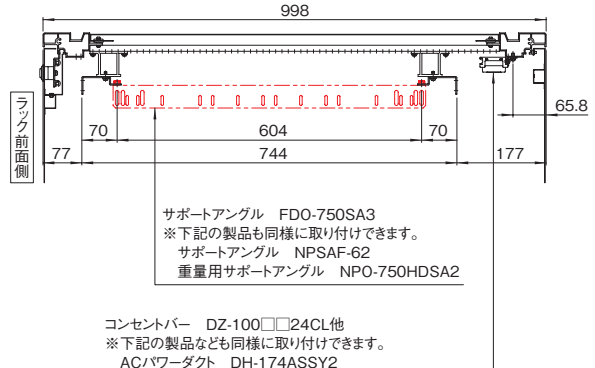 998
ラック前面側
65.8
70
604
70
77
744
177
サポートアングル FDO-750SA3
※下記の製品も同様に取り付けできます。
サポートアングル NPSAF-62
重量用サポートアングル NPO-750HDSA2
コンセントバー DZ-100□□24CL他
※下記の製品なども同様に取り付けできます。
ACパワーダクト DH-174ASSY2